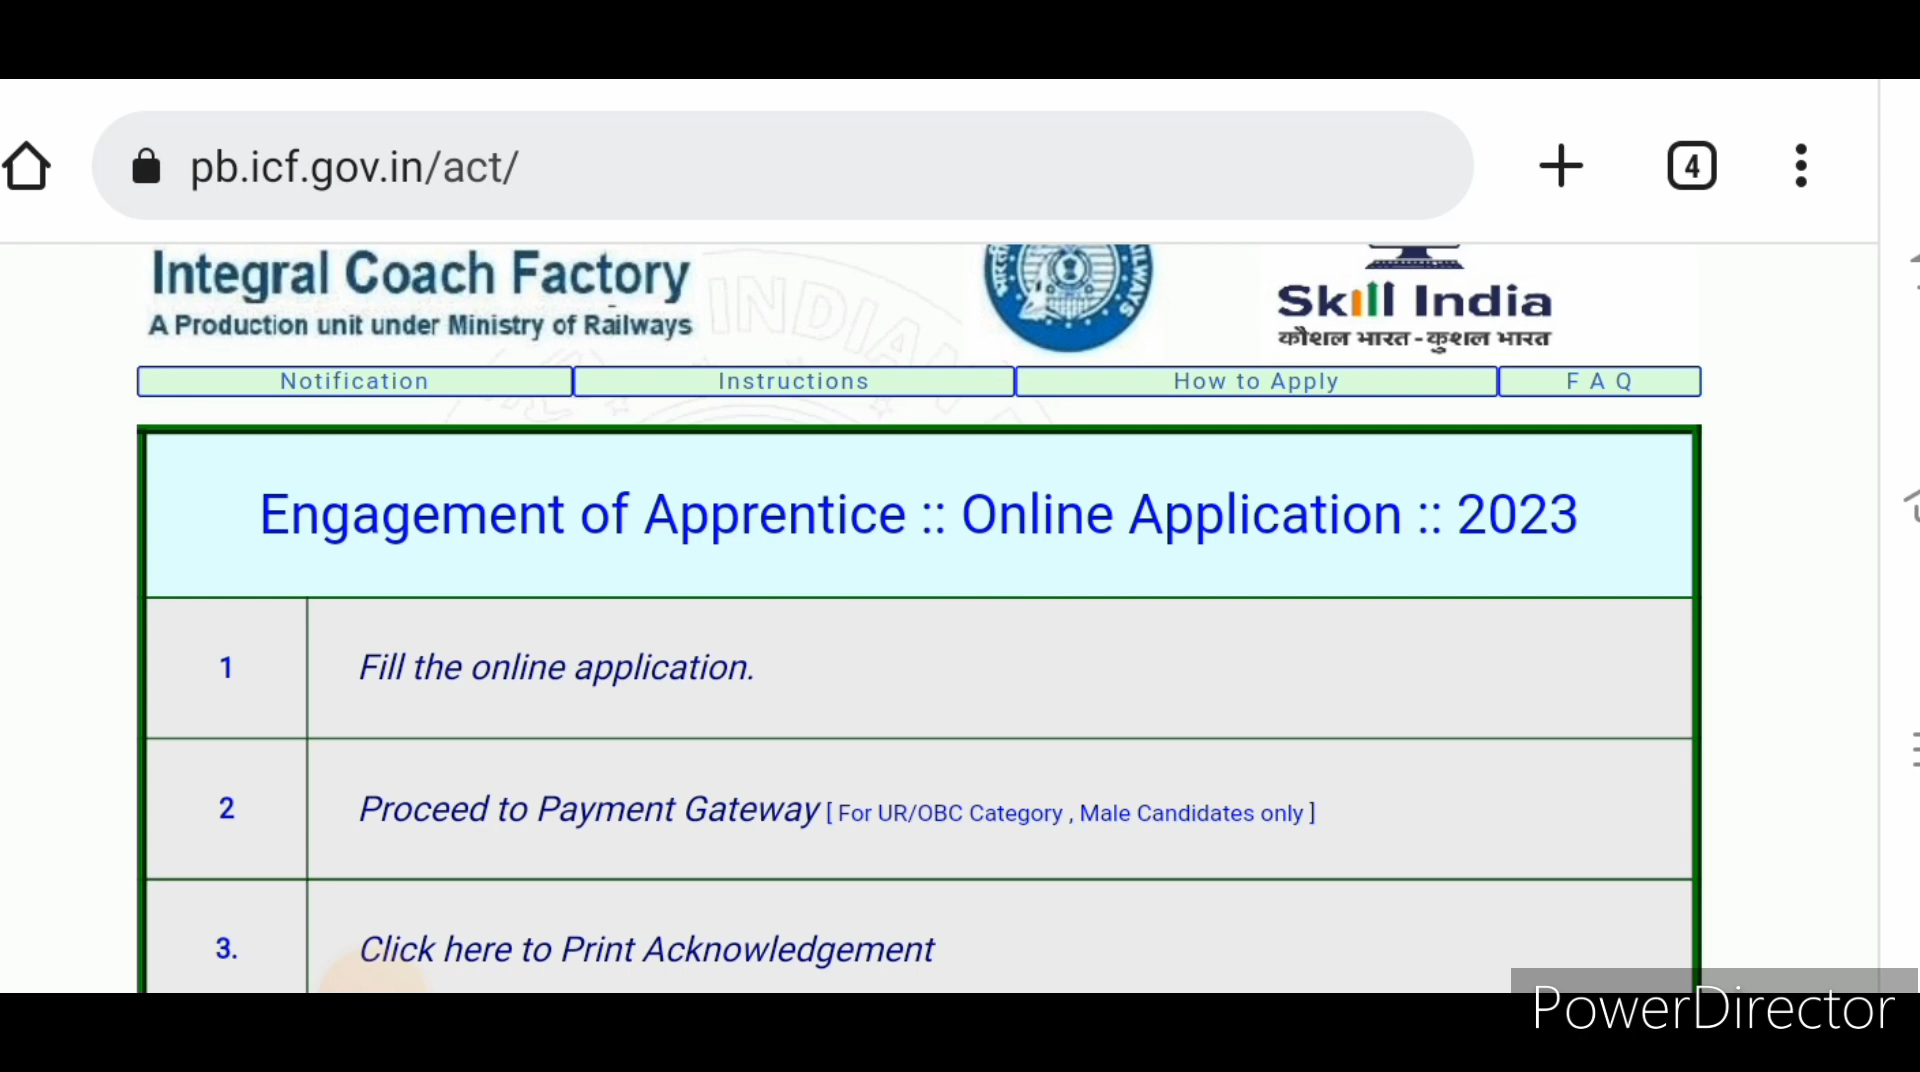 pb.icf.gov.in/act/
4
Integral Coach Factory
A Production unit under Ministry of Railways
INDIAN
Skill India
कौशल भारत - कुशल भारत
Notification
Instructions
How to Apply
F A Q
Engagement of Apprentice :: Online Application :: 2023
1 Fill the online application.
2 Proceed to Payment Gateway [ For UR/OBC Category , Male Candidates only ]
3. Click here to Print Acknowledgement
PowerDirector